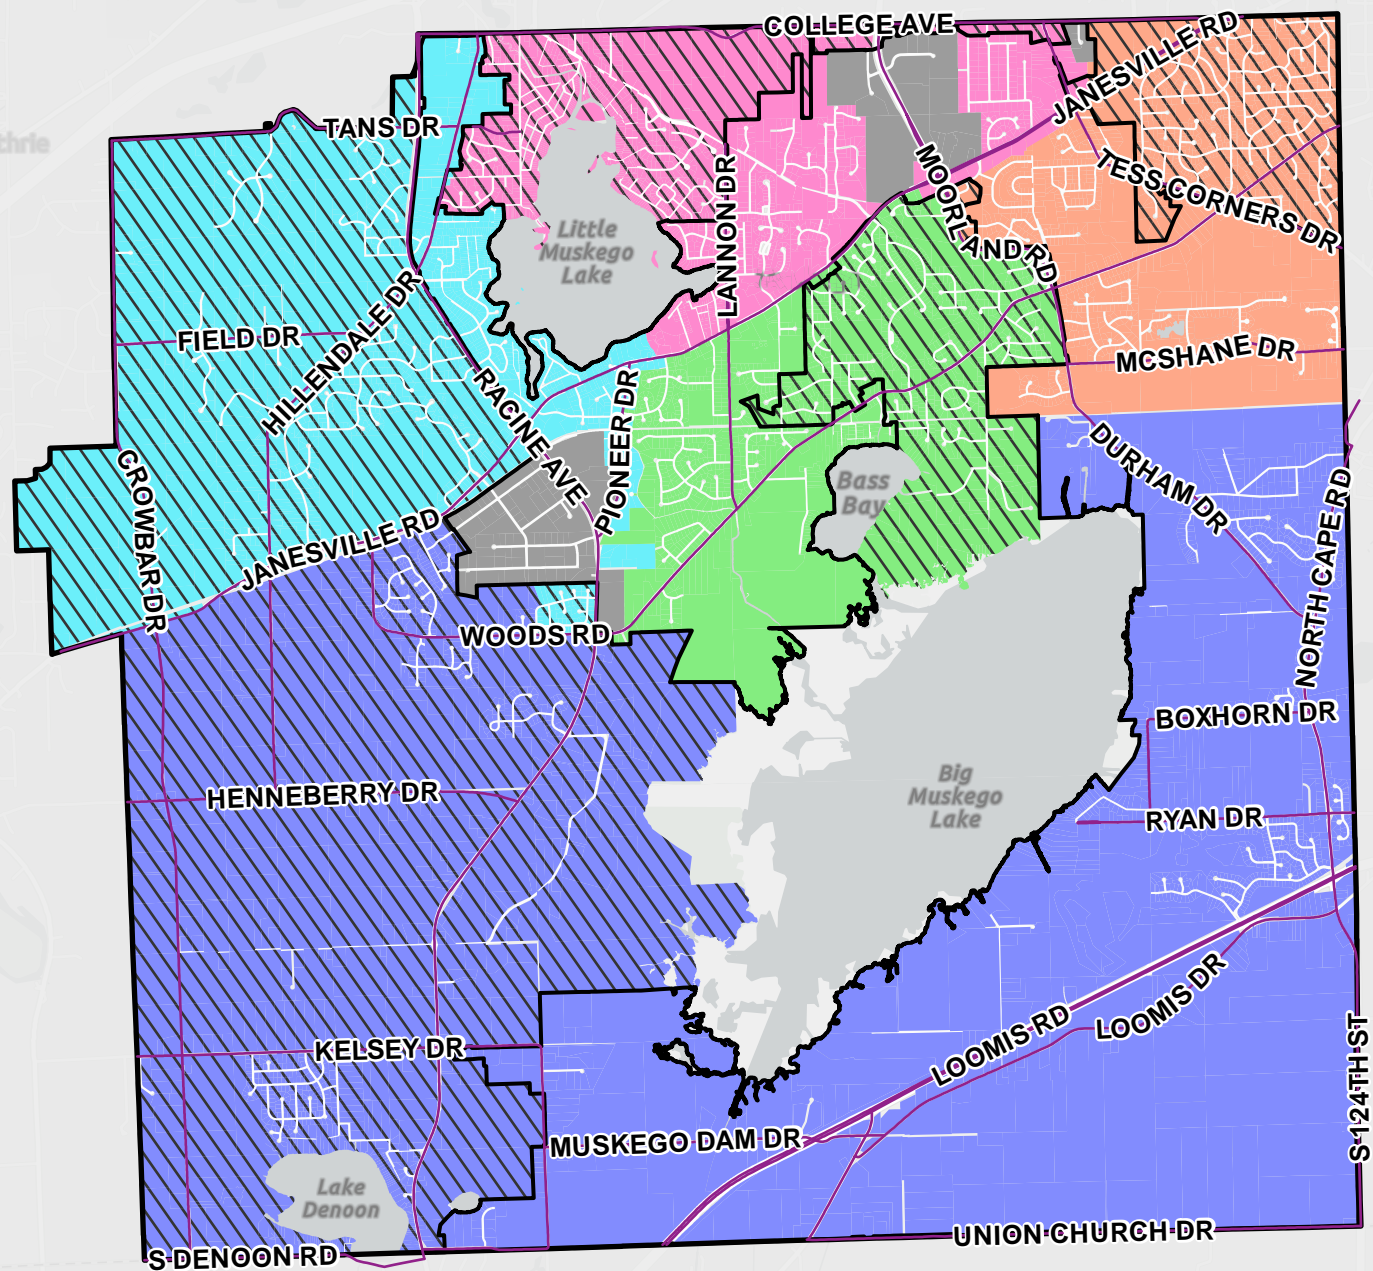 COLLEGE AVE
JANESVILLE RD
TANS DR
thrie
MOORLAND RD
TESS CORNERS DR
LANNON DR
Little
Muskego
Lake
FIELD DR
HILLENDALE DR
MCSHANE DR
RACINE AVE
PIONEER DR
CROWBAR DR
Bass
Bay
DURHAM DR
NORTH CAPE RD
JANESVILLE RD
WOODS RD
BOXHORN DR
HENNEBERRY DR
Big
Muskego
Lake
RYAN DR
LOOMIS RD
LOOMIS DR
KELSEY DR
S 124TH ST
MUSKEGO DAM DR
Lake
Denoon
UNION CHURCH DR
S DENOON RD